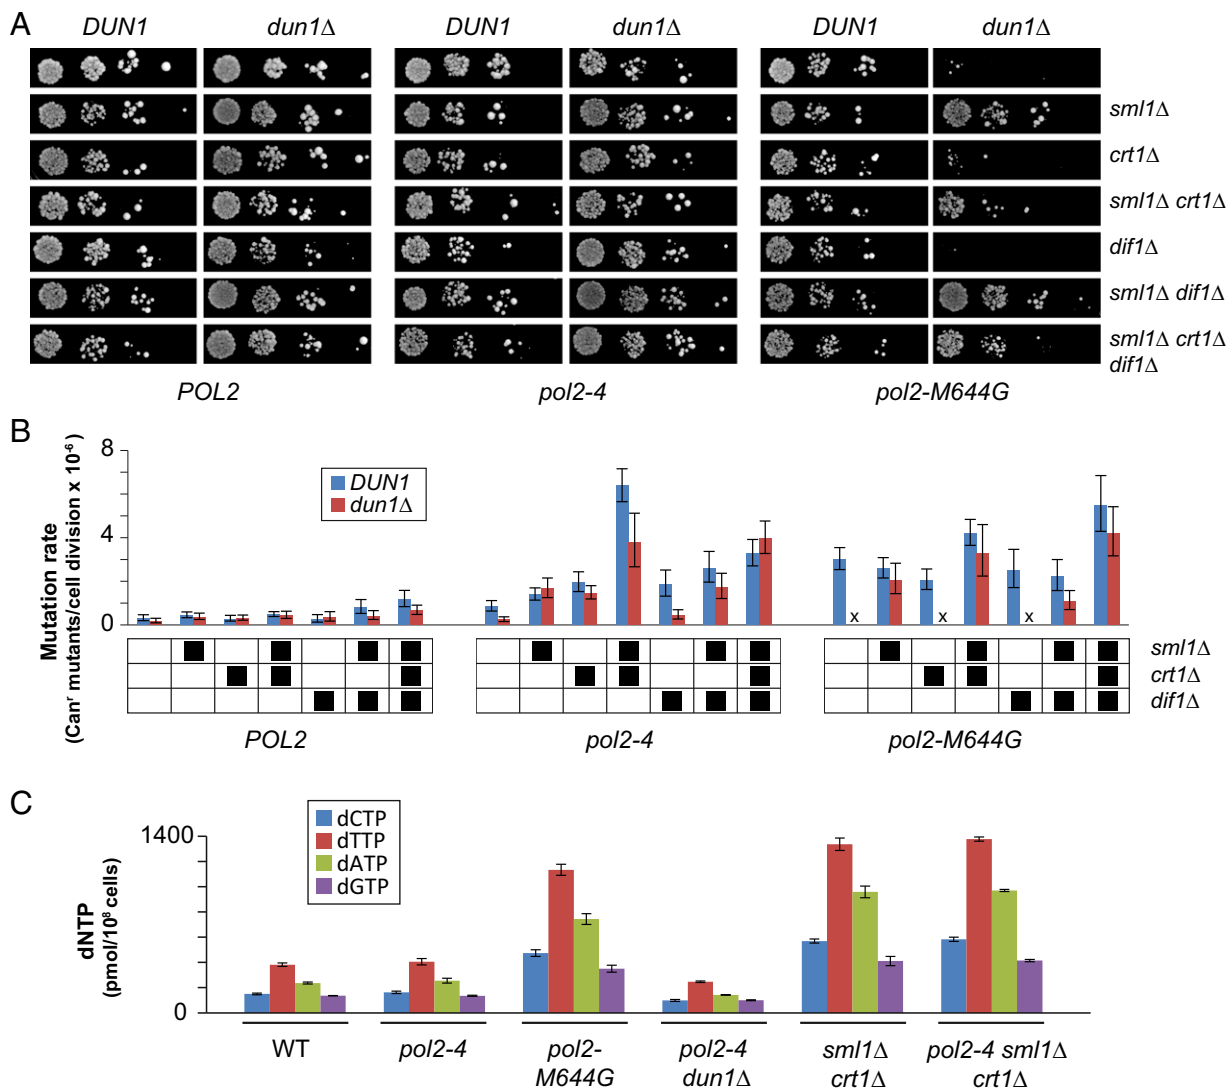 A
DUN1 dun1Δ DUN1 dun1Δ DUN1 dun1Δ
sml1Δ
crt1Δ
sml1Δ crt1Δ
dif1Δ
sml1Δ dif1Δ
sml1Δ crt1Δ
dif1Δ
POL2 pol2-4 pol2-M644G
B
Mutation rate
(Canʳ mutants/cell division x 10⁻⁶)
8
4
0
DUN1
dun1Δ
x x x
sml1Δ
crt1Δ
dif1Δ
POL2 pol2-4 pol2-M644G
C
dNTP
(pmol/10⁸ cells)
1400
0
dCTP
dTTP
dATP
dGTP
WT pol2-4 pol2- pol2-4 sml1Δ pol2-4 sml1Δ
M644G dun1Δ crt1Δ crt1Δ